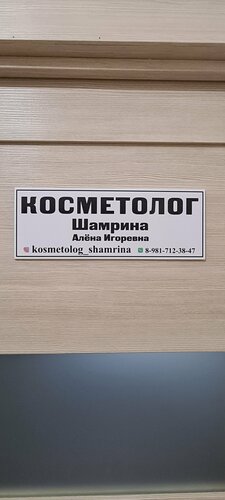 КОСМЕТОЛОГ
Шамрина
Алёна Игоревна
kosmetolog_shamrina 8-981-712-38-47